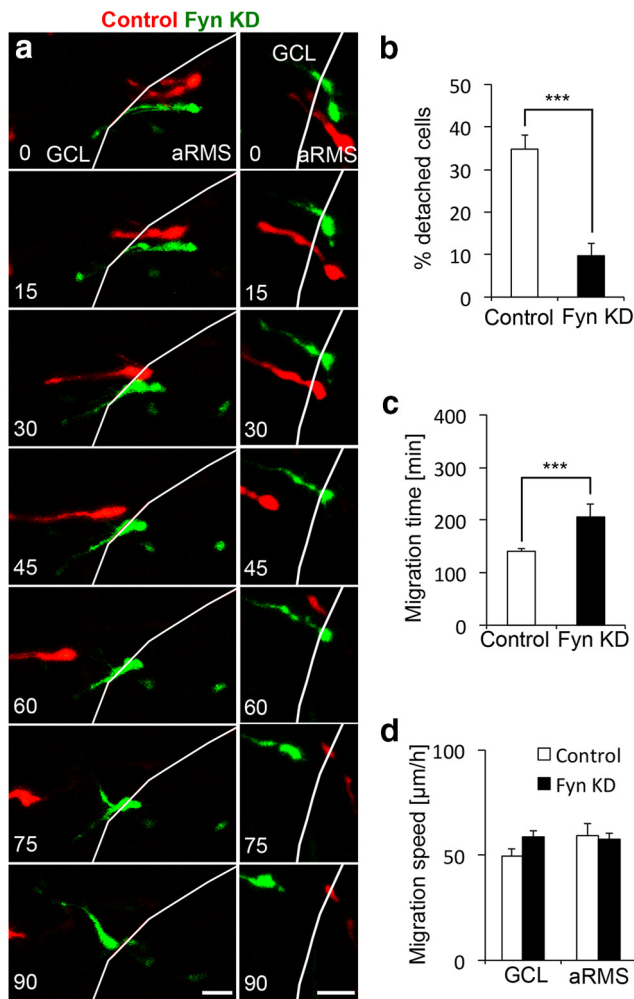 Control Fyn KD
a
GCL
0 GCL aRMS
0 aRMS
15
15
30
30
45
45
60
60
75
75
90
90
b
% detached cells
50
40
30
20
10
0
***
Control Fyn KD
c
Migration time [min]
400
300
200
100
0
***
Control Fyn KD
d
Migration speed [µm/h]
100
50
0
Control
Fyn KD
GCL aRMS